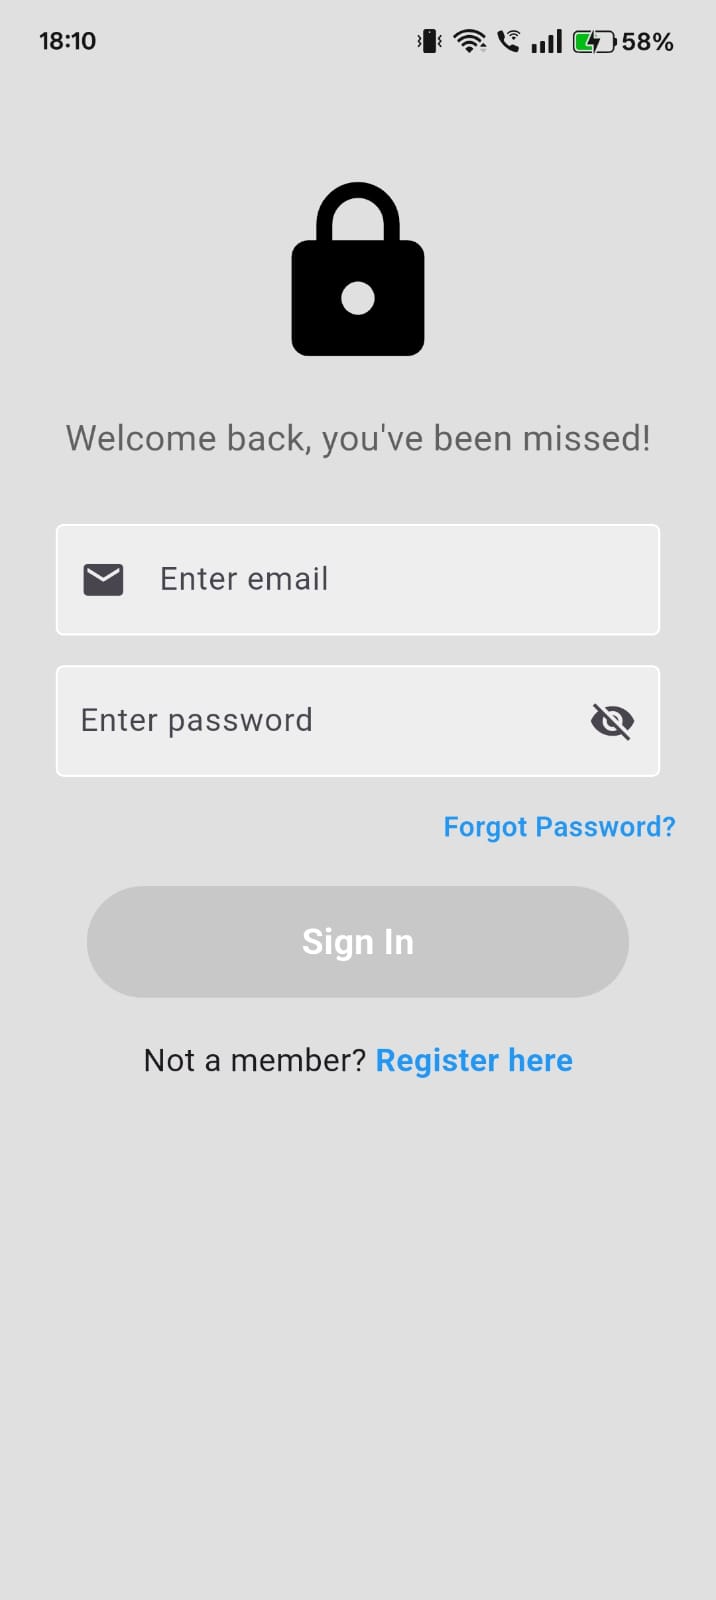 18:10 58%
Welcome back, you've been missed!
Enter email
Enter password
Forgot Password?
Sign In
Not a member? Register here